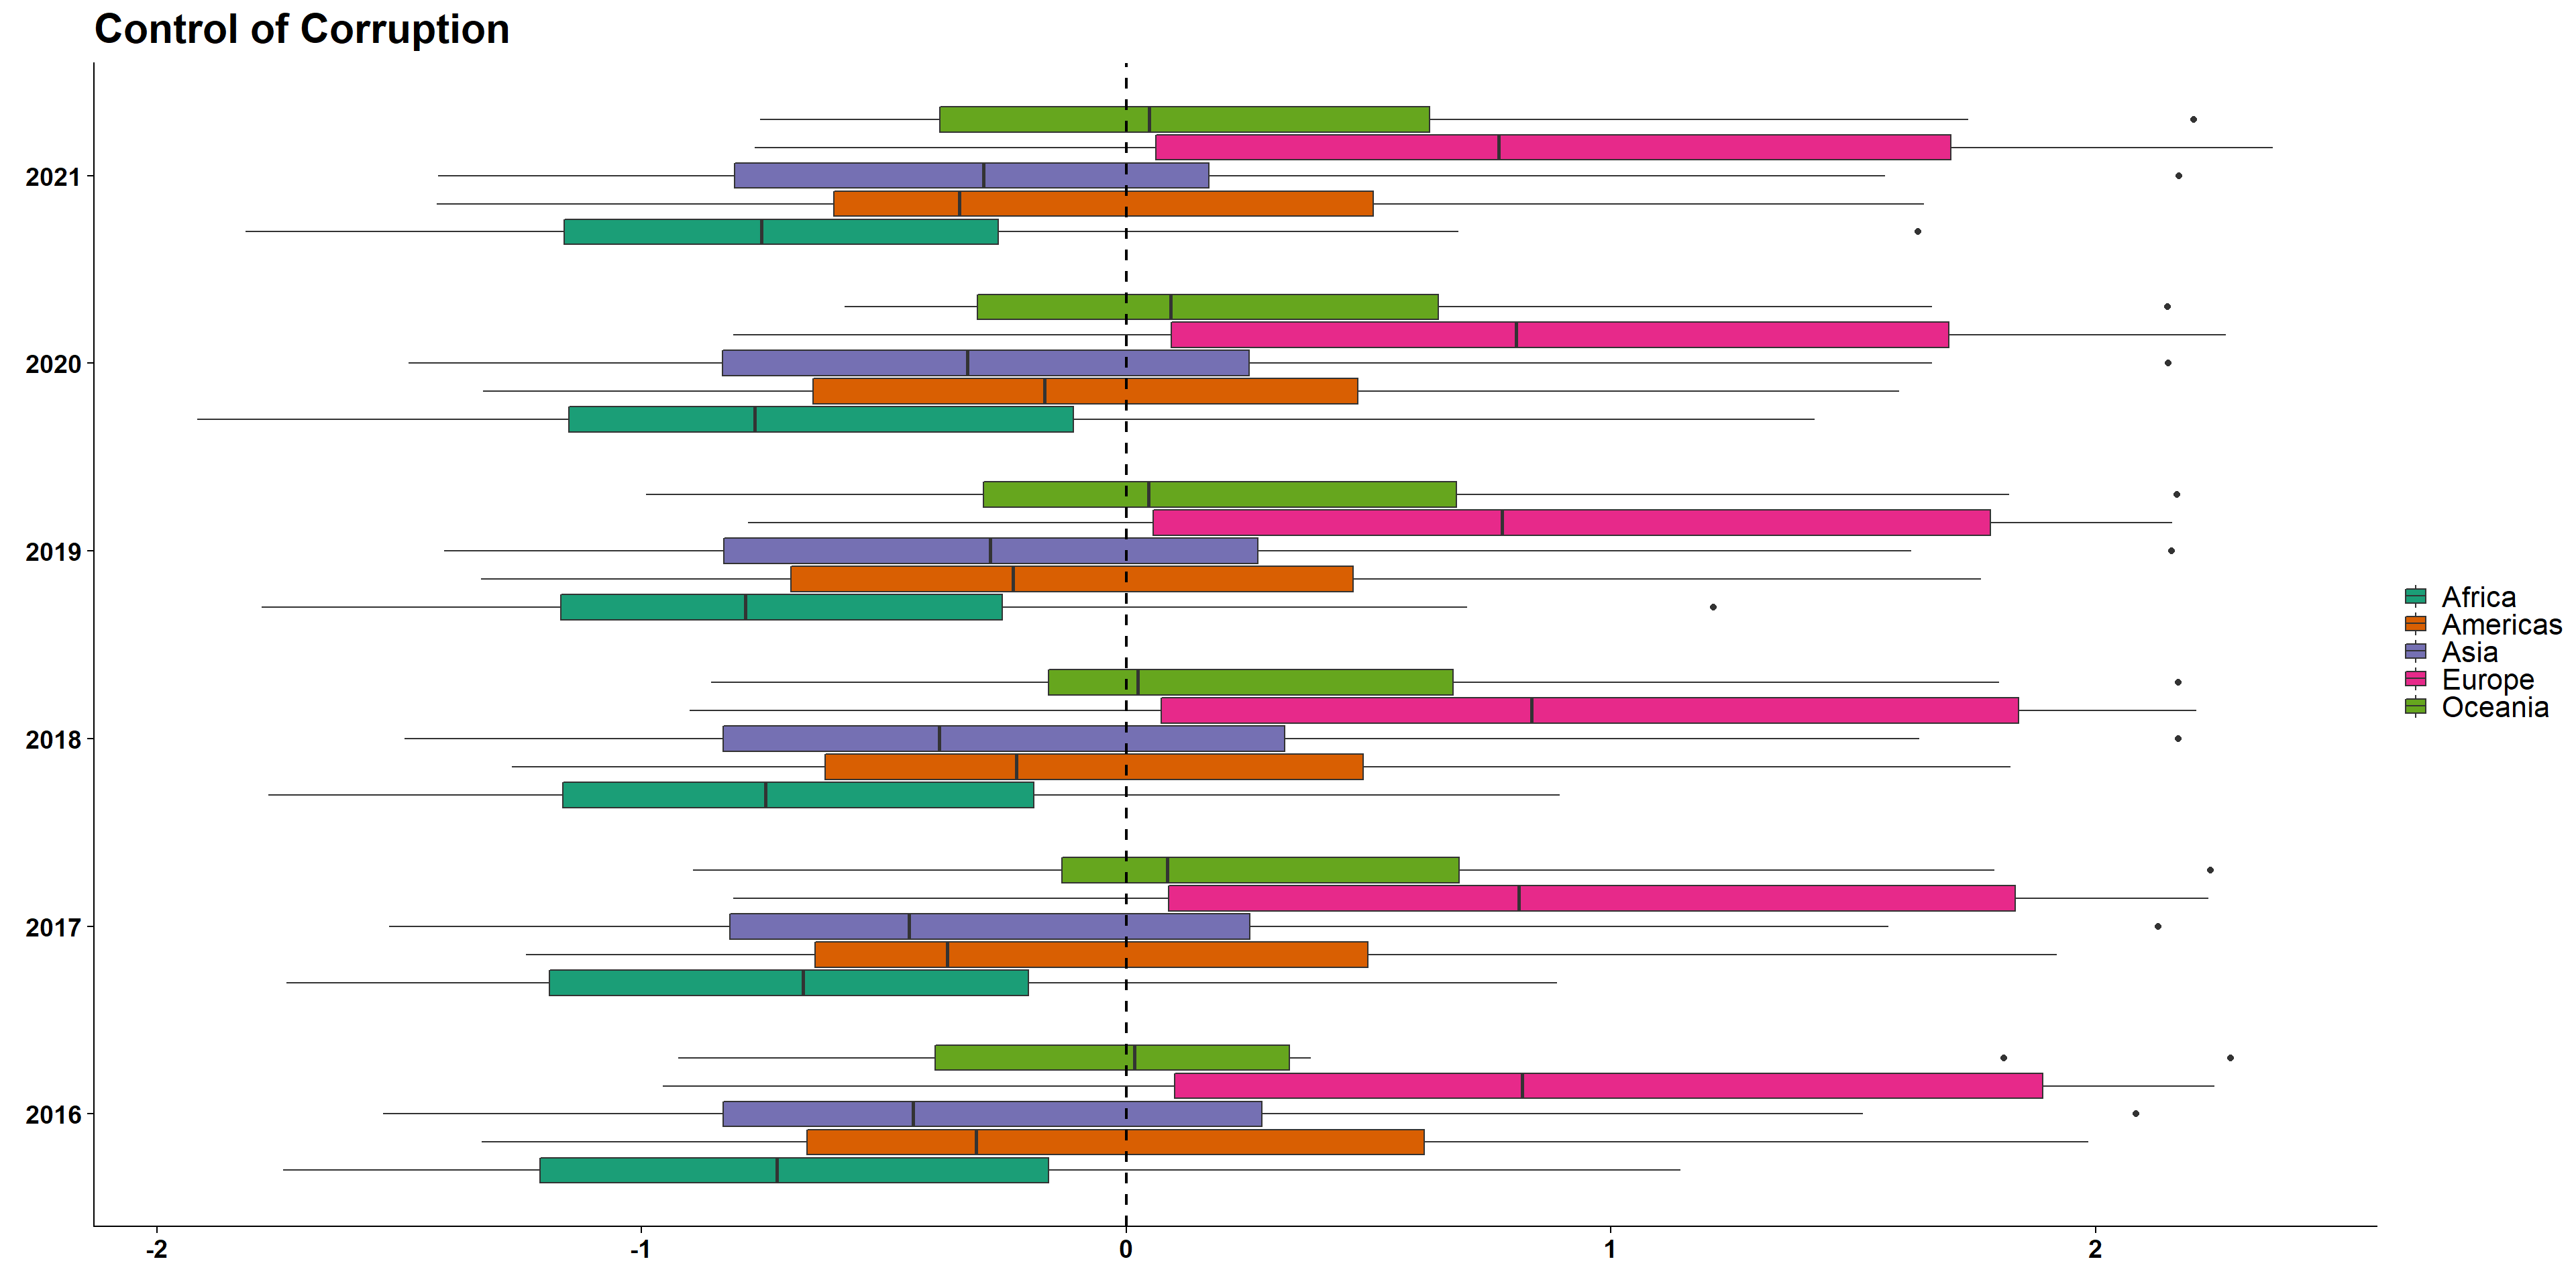 Control of Corruption
2021
2020
2019
2018
2017
2016
-2 -1 0 1 2
Africa
Americas
Asia
Europe
Oceania